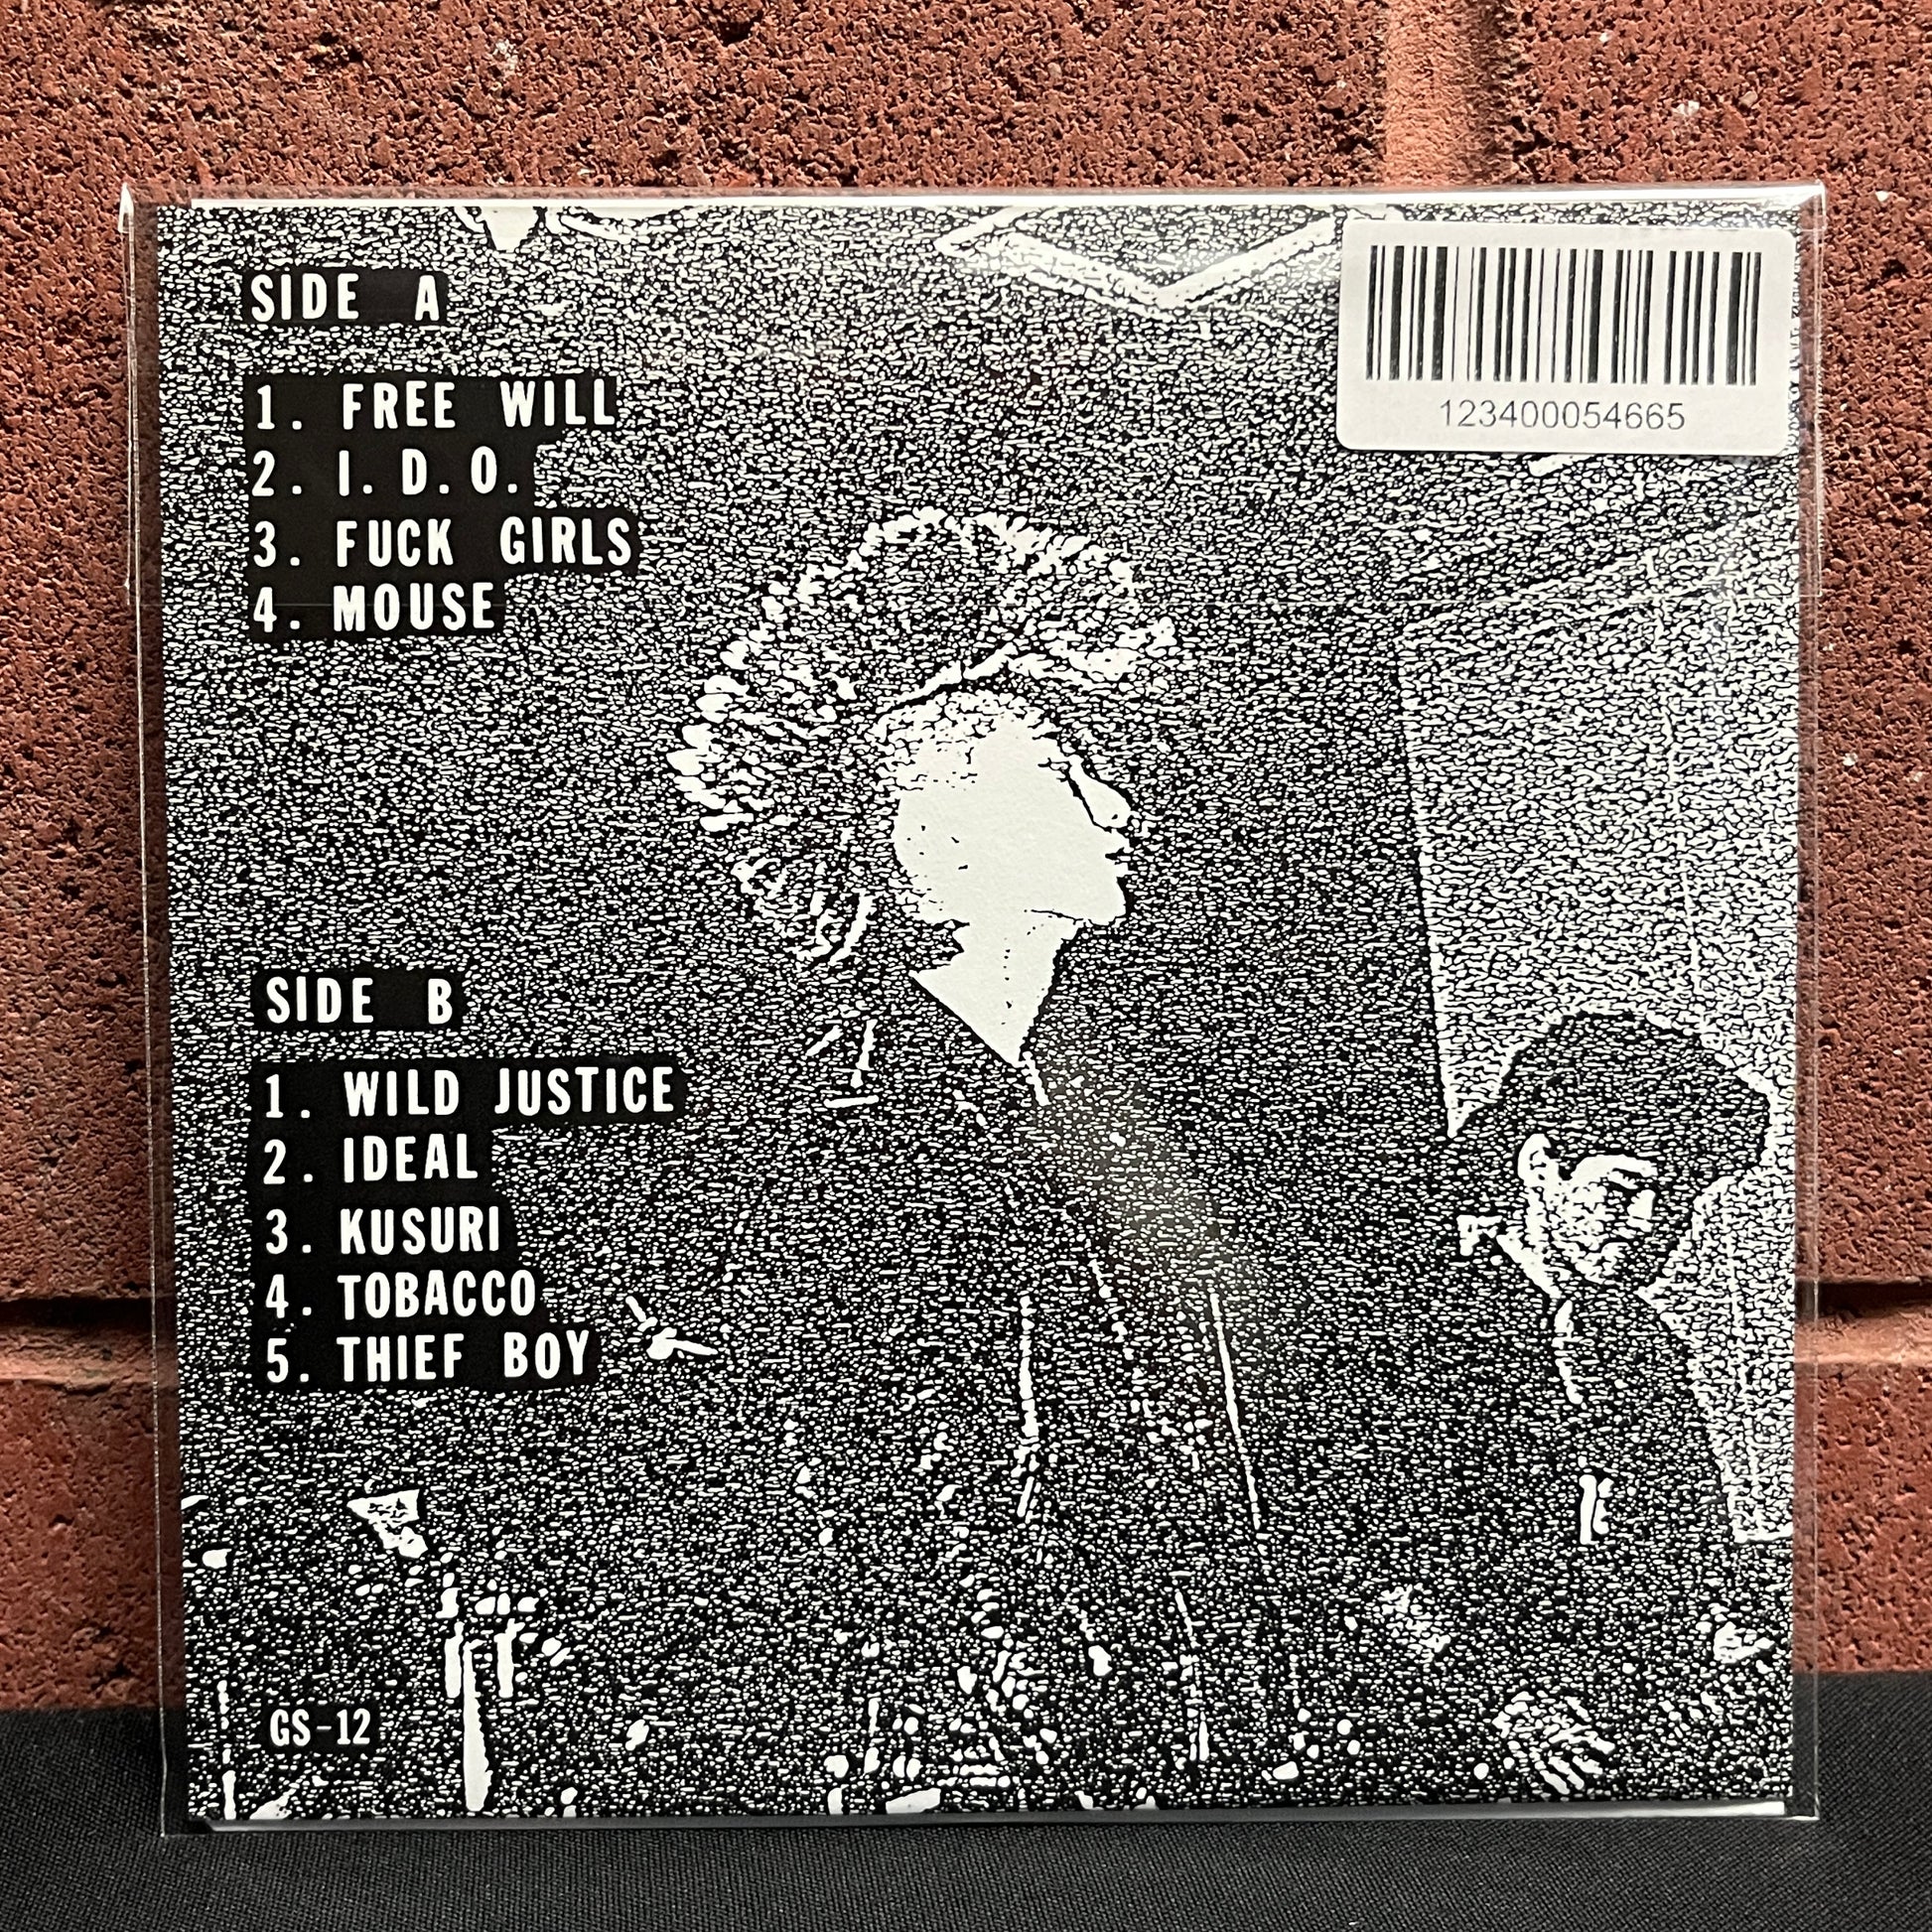 SIDE A
1. FREE WILL
2. I. D.O.
3. FUCK GIRLS
4. MOUSE
123400054665
SIDE B
1. WILD JUSTICE
2. IDEAL
3. KUSURI
4. TOBACCO
5. THIEF BOY
GS-12